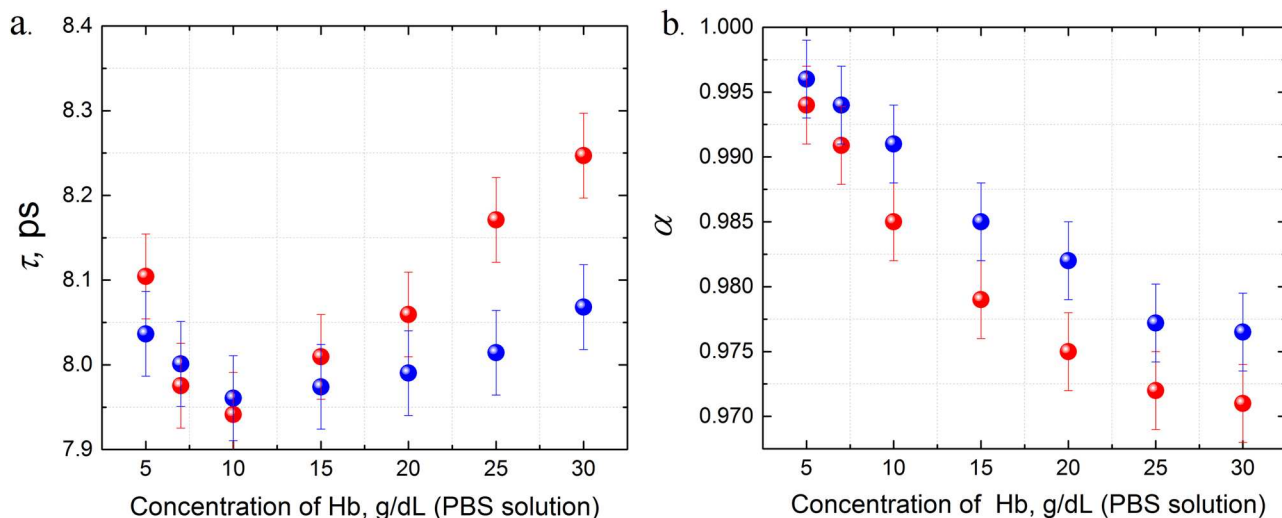 a.
8.4
8.3
8.2
8.1
8.0
7.9
τ, ps
5 10 15 20 25 30
Concentration of Hb, g/dL (PBS solution)
b.
1.000
0.995
0.990
0.985
0.980
0.975
0.970
α
5 10 15 20 25 30
Concentration of Hb, g/dL (PBS solution)